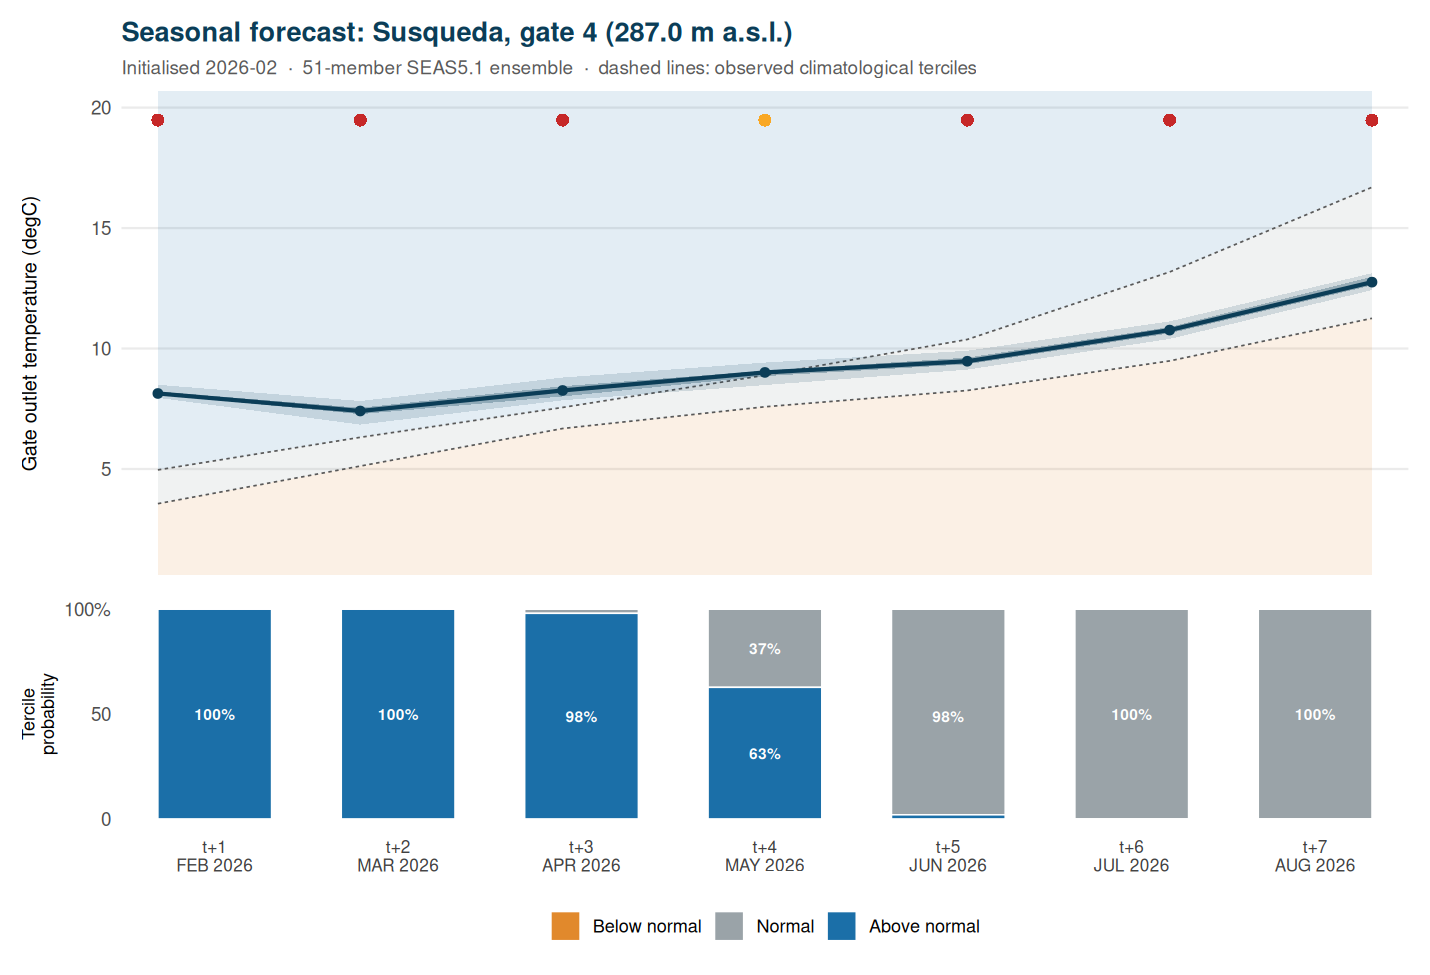 Seasonal forecast: Susqueda, gate 4 (287.0 m a.s.l.)
Initialised 2026-02 · 51-member SEAS5.1 ensemble · dashed lines: observed climatological terciles
Gate outlet temperature (degC)
20
15
10
5
Tercile
probability
100%
50
0
100%
100%
98%
37%
63%
98%
100%
100%
t+1
FEB 2026
t+2
MAR 2026
t+3
APR 2026
t+4
MAY 2026
t+5
JUN 2026
t+6
JUL 2026
t+7
AUG 2026
Below normal
Normal
Above normal